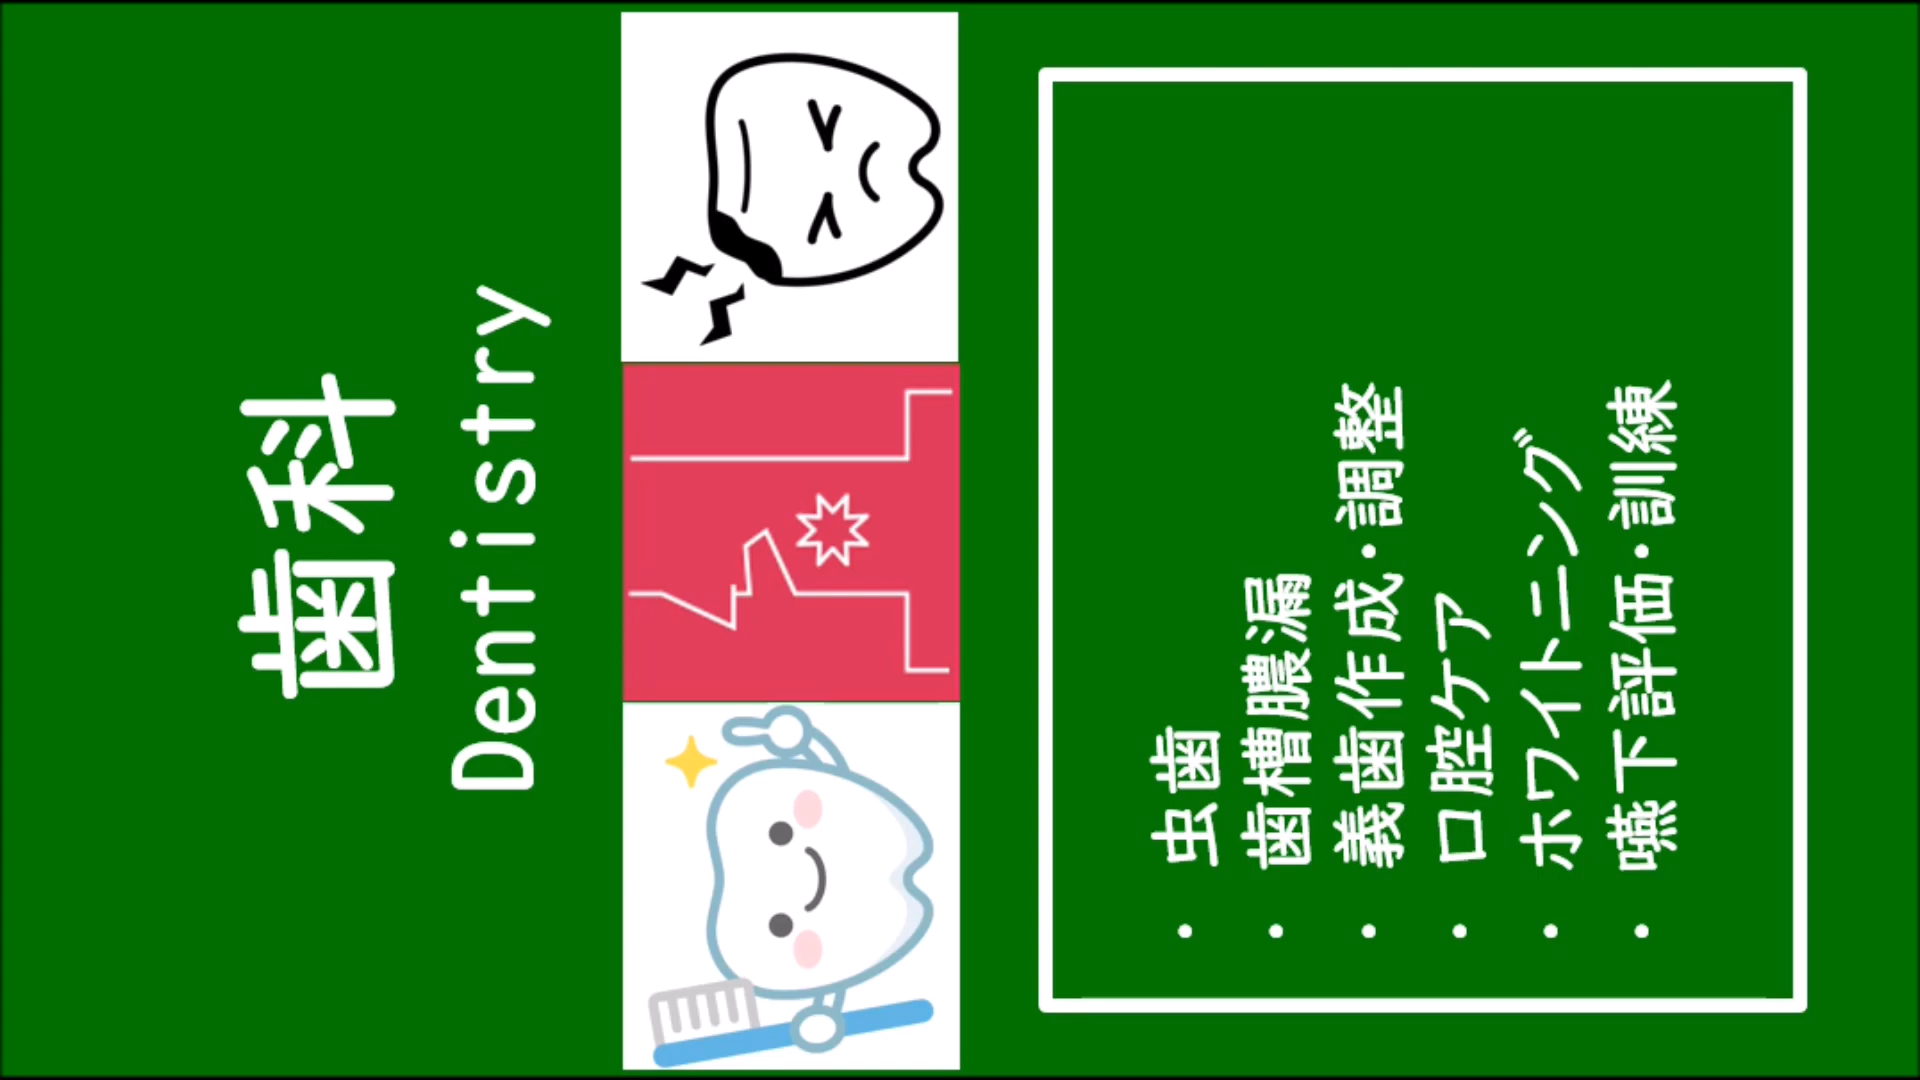 歯科
Dentistry
・虫歯
・歯槽膿漏
・義歯作成・調整
・口腔ケア
・ホワイトニング
・嚥下評価・訓練